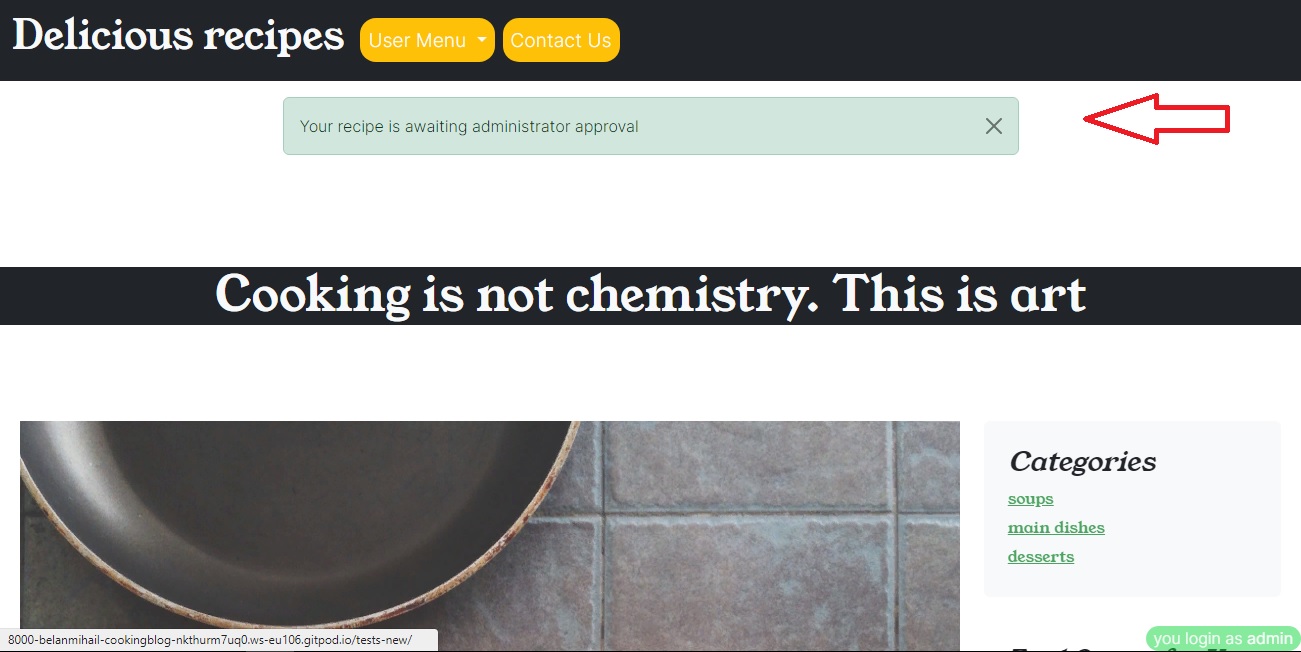 Delicious recipes User Menu Contact Us
Your recipe is awaiting administrator approval
Cooking is not chemistry. This is art
Categories
soups
main dishes
desserts
8000-belanmihail-cookingblog-nkthurm7uq0.ws-eu106.gitpod.io/tests-new/
you login as admin